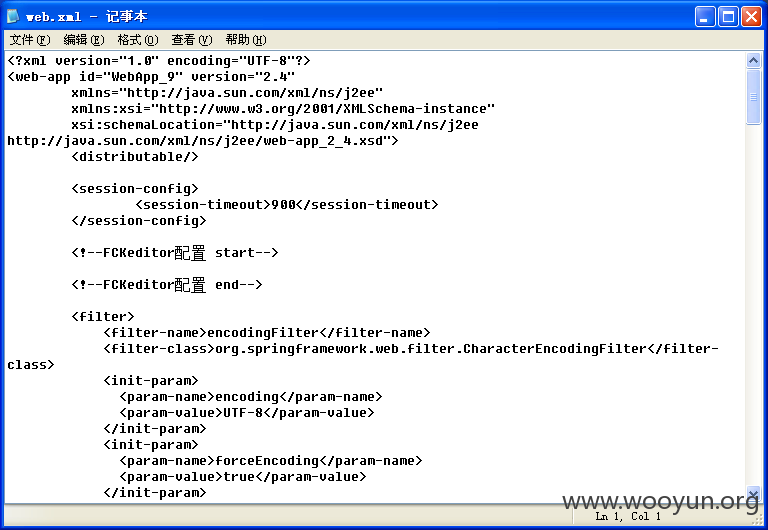 web.xml - 记事本
文件(F) 编辑(E) 格式(O) 查看(V) 帮助(H)
<?xml version="1.0" encoding="UTF-8"?>
<web-app id="WebApp_9" version="2.4"
xmlns="http://java.sun.com/xml/ns/j2ee"
xmlns:xsi="http://www.w3.org/2001/XMLSchema-instance"
xsi:schemaLocation="http://java.sun.com/xml/ns/j2ee
http://java.sun.com/xml/ns/j2ee/web-app_2_4.xsd">
<distributable/>
<session-config>
<session-timeout>900</session-timeout>
</session-config>
<!--FCKeditor配置 start-->
<!--FCKeditor配置 end-->
<filter>
<filter-name>encodingFilter</filter-name>
<filter-class>org.springframework.web.filter.CharacterEncodingFilter</filter-
class>
<init-param>
<param-name>encoding</param-name>
<param-value>UTF-8</param-value>
</init-param>
<init-param>
<param-name>forceEncoding</param-name>
<param-value>true</param-value>
</init-param>
www.wooyun.org
Ln 1, Col 1